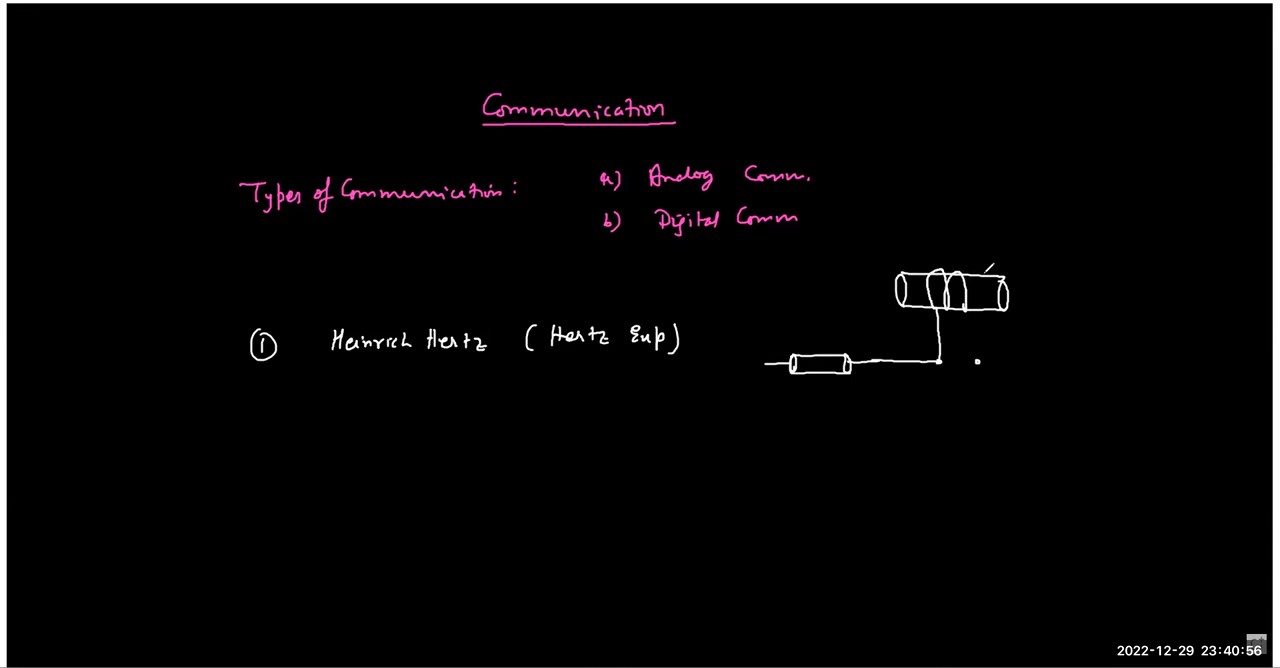 Communication
Types of Communication :
a) Analog Comm.
b) Digital Comm
① Heinrich Hertz (Hertz Exp)
2022-12-29 23:40:56